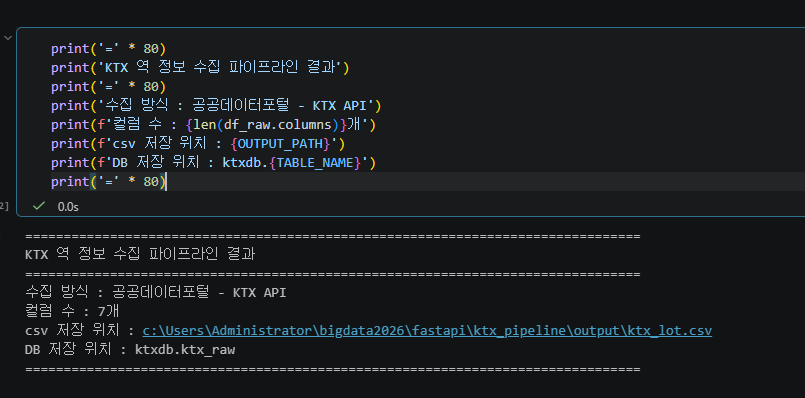 print('=' * 80)
print('KTX 역 정보 수집 파이프라인 결과')
print('=' * 80)
print('수집 방식 : 공공데이터포털 - KTX API')
print(f'컬럼 수 : {len(df_raw.columns)}개')
print(f'csv 저장 위치 : {OUTPUT_PATH}')
print(f'DB 저장 위치 : ktxdb.{TABLE_NAME}')
print('=' * 80)
2] 0.0s
================================================================================
KTX 역 정보 수집 파이프라인 결과
================================================================================
수집 방식 : 공공데이터포털 - KTX API
컬럼 수 : 7개
csv 저장 위치 : c:\Users\Administrator\bigdata2026\fastapi\ktx_pipeline\output\ktx_lot.csv
DB 저장 위치 : ktxdb.ktx_raw
================================================================================